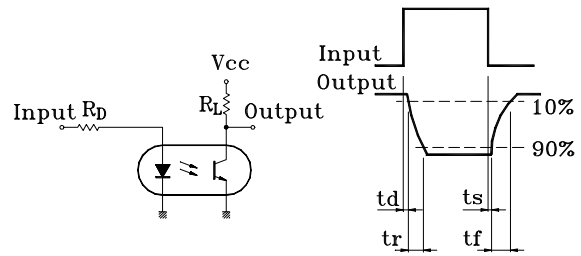 Vcc
RL
Input RD
Output
Input
Output
10%
90%
td
ts
tr
tf